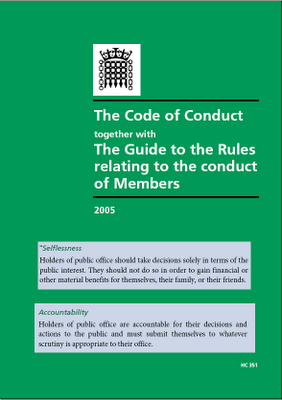 The Code of Conduct
together with
The Guide to the Rules
relating to the conduct
of Members
2005
"Selflessness
Holders of public office should take decisions solely in terms of the
public interest. They should not do so in order to gain financial or
other material benefits for themselves, their family, or their friends.
Accountability
Holders of public office are accountable for their decisions and
actions to the public and must submit themselves to whatever
scrutiny is appropriate to their office.
HC 351